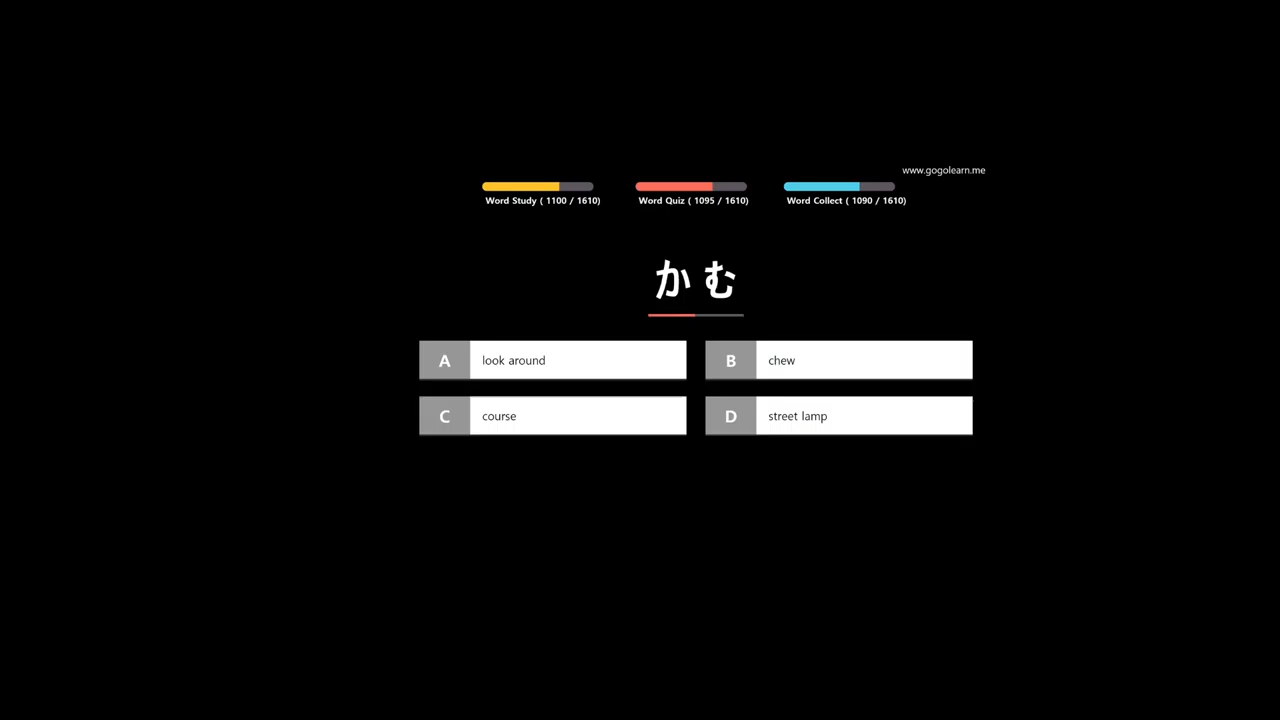 www.gogolearn.me
Word Study ( 1100 / 1610)
Word Quiz ( 1095 / 1610)
Word Collect ( 1090 / 1610)
かむ
A look around
B chew
C course
D street lamp